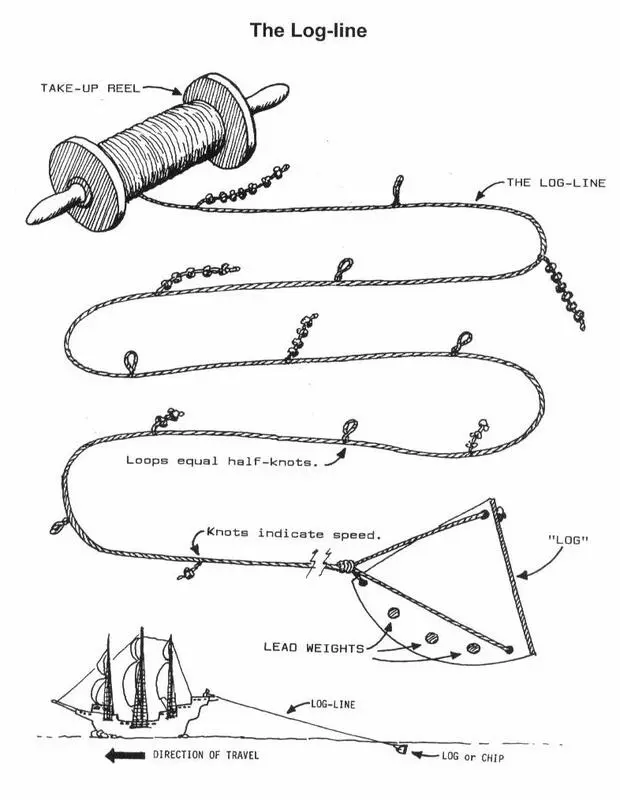 The Log-line
TAKE-UP REEL
THE LOG-LINE
Loops equal half-knots.
Knots indicate speed.
"LOG"
LEAD WEIGHTS
LOG-LINE
DIRECTION OF TRAVEL
LOG or CHIP